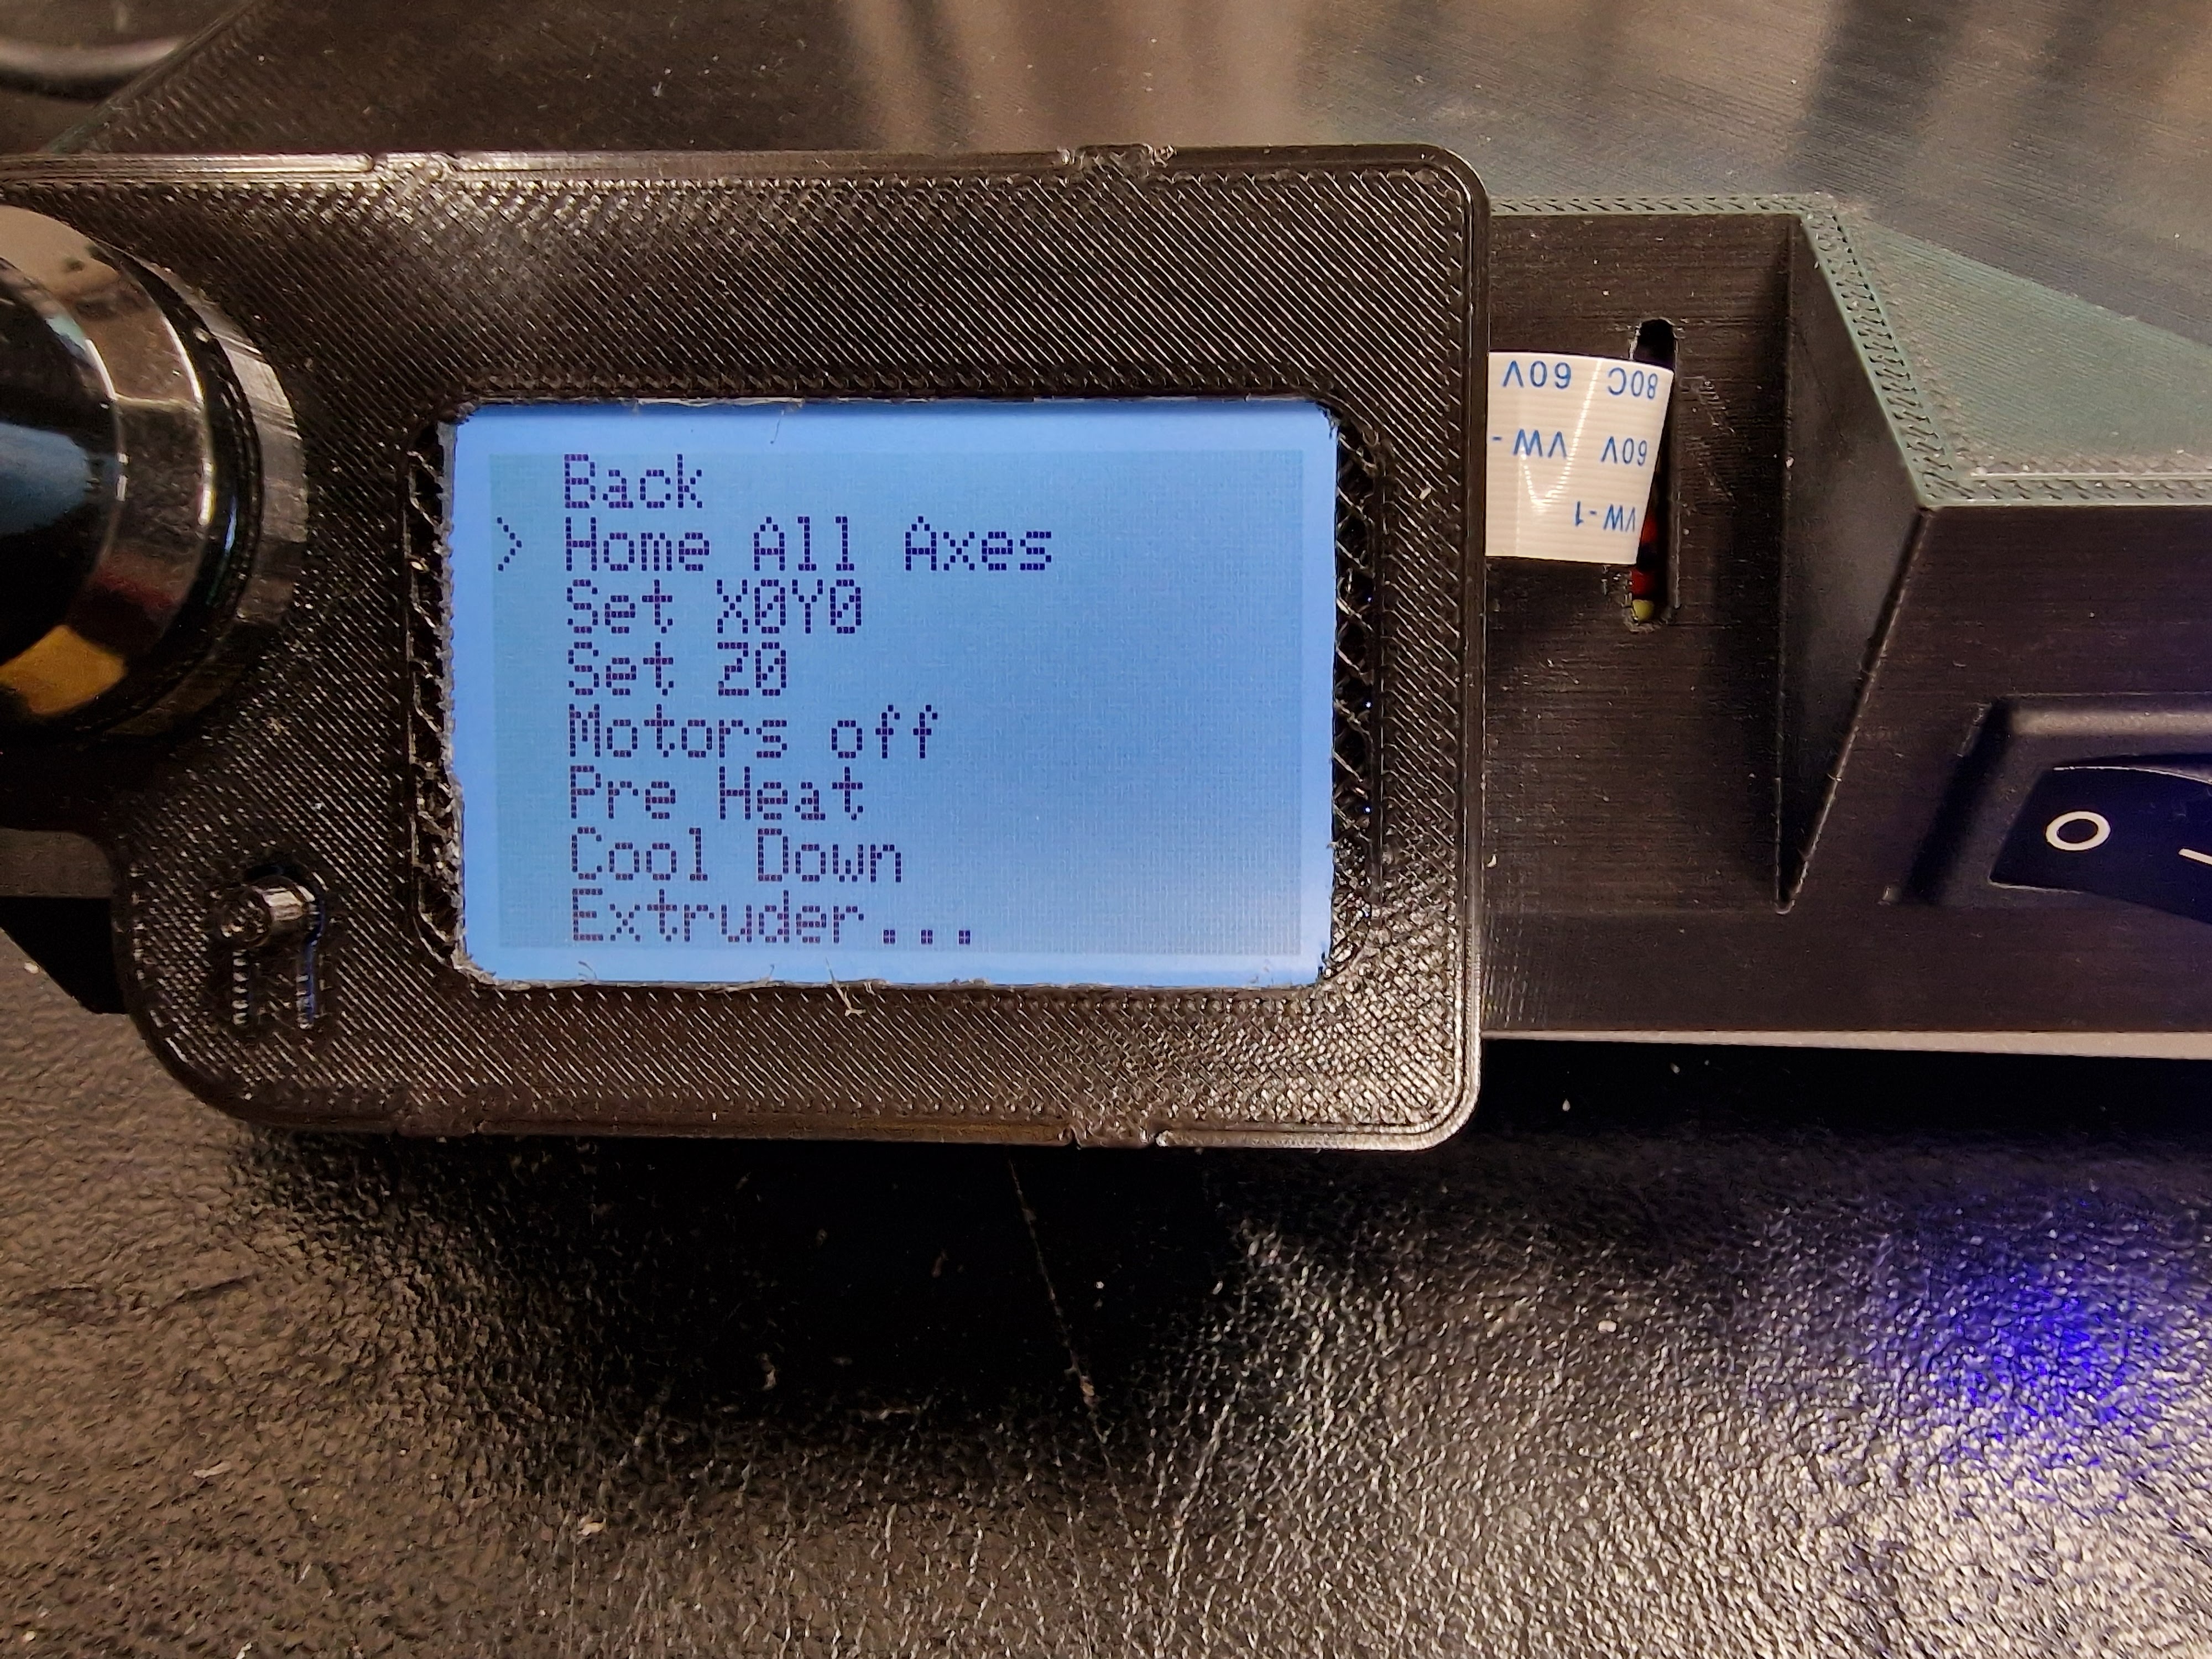 Back
> Home All Axes
Set X0Y0
Set Z0
Motors off
Pre Heat
Cool Down
Extruder...
80C 60V
60V VW-
VW-1
O